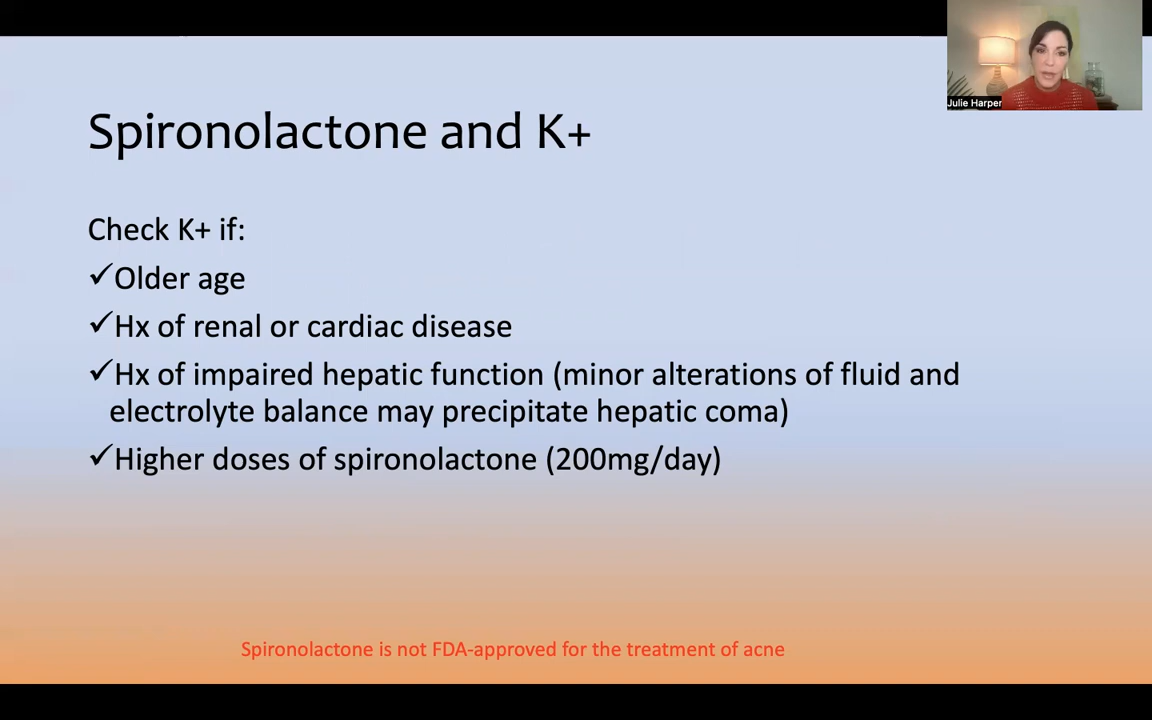 Julie Harper
Spironolactone and K+
Check K+ if:
✓Older age
✓Hx of renal or cardiac disease
✓Hx of impaired hepatic function (minor alterations of fluid and
electrolyte balance may precipitate hepatic coma)
✓Higher doses of spironolactone (200mg/day)
Spironolactone is not FDA-approved for the treatment of acne